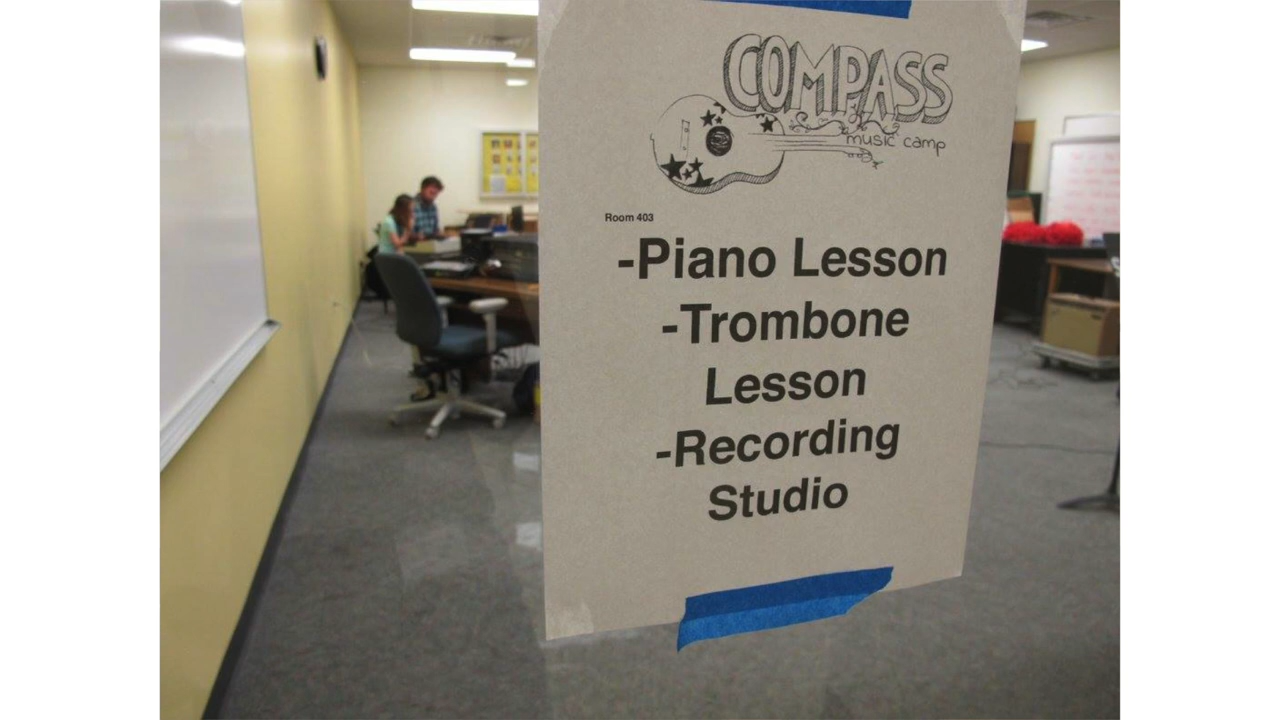 COMPASS
music camp
Room 403
-Piano Lesson
-Trombone
Lesson
-Recording
Studio